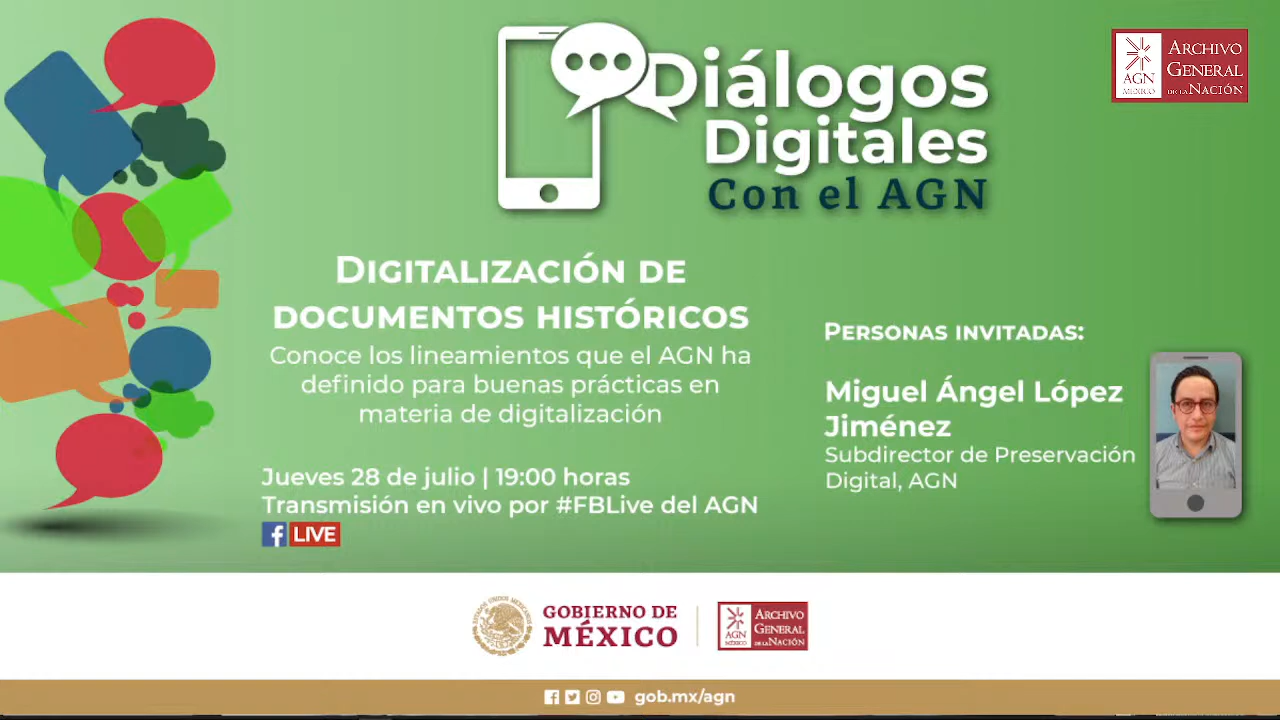 Diálogos
Digitales
Con el AGN
AGN
MÉXICO
ARCHIVO
GENERAL
DE LA NACIÓN
DIGITALIZACIÓN DE
DOCUMENTOS HISTÓRICOS
Conoce los lineamientos que el AGN ha
definido para buenas prácticas en
materia de digitalización
Jueves 28 de julio | 19:00 horas
Transmisión en vivo por #FBLive del AGN
f LIVE
PERSONAS INVITADAS:
Miguel Ángel López
Jiménez
Subdirector de Preservación
Digital, AGN
ESTADOS UNIDOS MEXICANOS
GOBIERNO DE
MÉXICO
AGN
MÉXICO
ARCHIVO
GENERAL
DE LA NACIÓN
gob.mx/agn